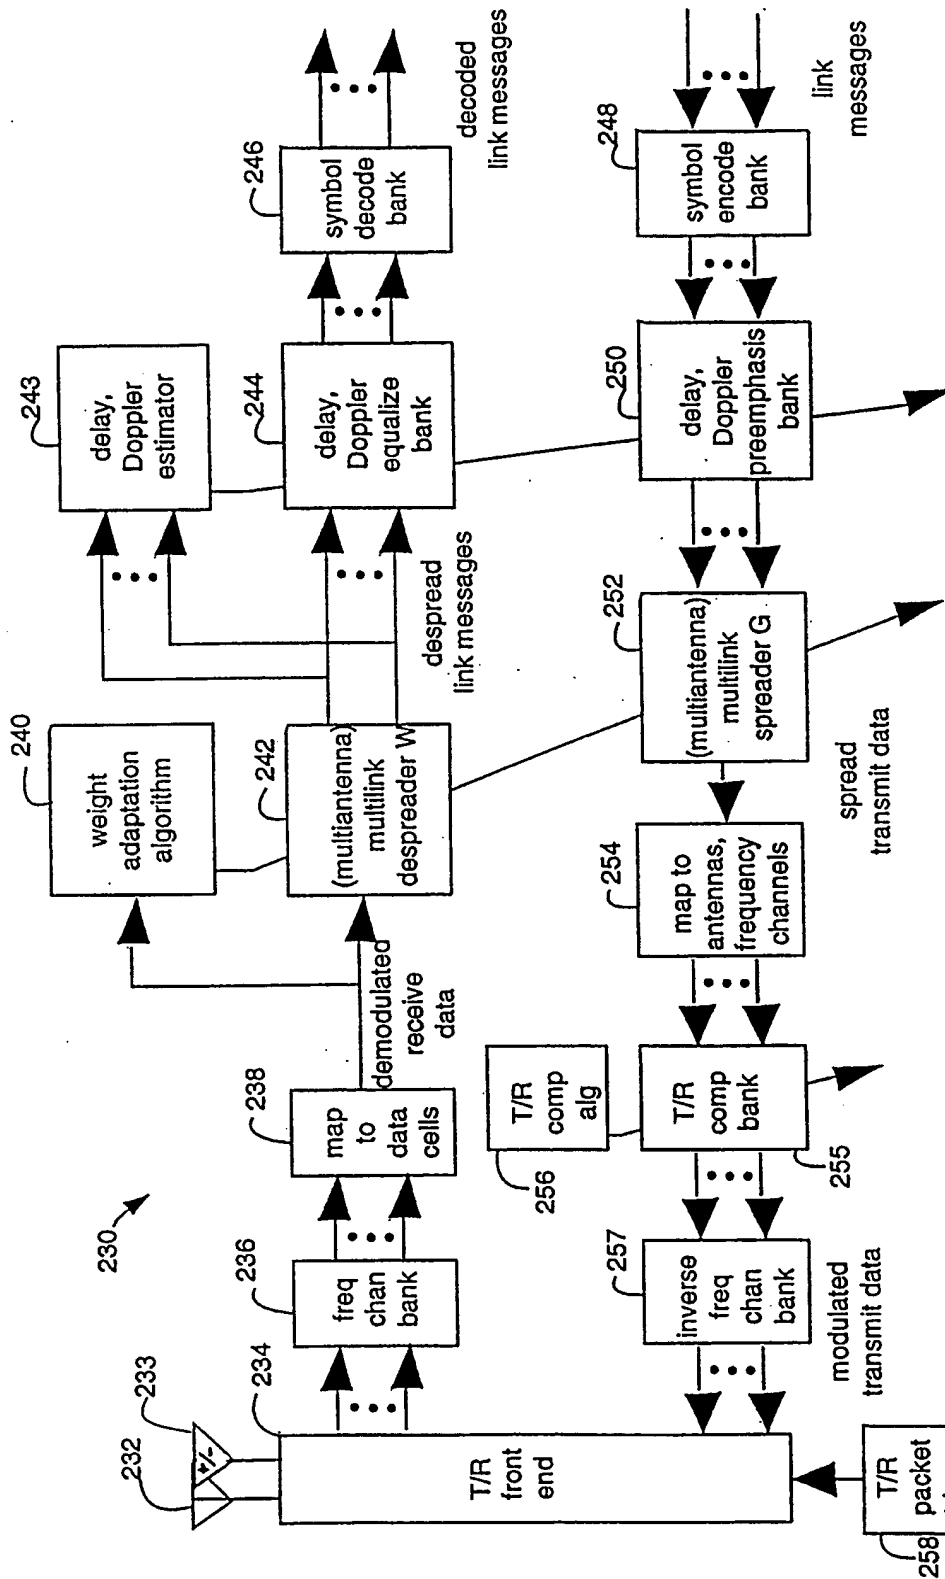 230
232
233
+/-
234
T/R
front
end
236
freq
chan
bank
238
map
to
data
cells
demodulated
receive
data
240
weight
adaptation
algorithm
242
(multiantenna)
multilink
despreader W
despread
link messages
243
delay,
Doppler
estimator
244
delay,
Doppler
equalize
bank
246
symbol
decode
bank
decoded
link messages
258
T/R
packet
257
inverse
freq
chan
bank
modulated
transmit data
256
T/R
comp
alg
T/R
comp
bank
255
254
map to
antennas,
frequency
channels
spread
transmit data
252
(multiantenna)
multilink
spreader G
250
delay,
Doppler
preemphasis
bank
248
symbol
encode
bank
link
messages